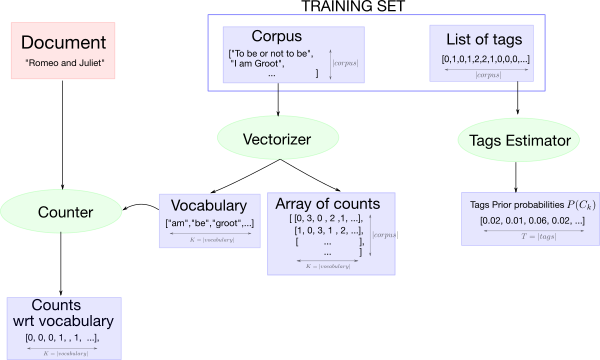 TRAINING SET
Document
"Romeo and Juliet"
Corpus
["To be or not to be",
"I am Groot",
...
]
|corpus|
List of tags
[0,1,0,1,2,2,1,0,0,0,...]
|corpus|
Vectorizer
Tags Estimator
Counter
Vocabulary
["am","be","groot",...]
K = |vocabulary|
Array of counts
[ [0, 3, 0 , 2 ,1, ...],
[1, 0, 3, 1 , 2, ...],
[ ... ],
... ]
|corpus|
K = |vocabulary|
Tags Prior probabilities P(Cₖ)
[0.02, 0.01, 0.06, 0.02, ...]
T = |tags|
Counts
wrt vocabulary
[0, 0, 0, 1, , 1, ...],
K = |vocabulary|